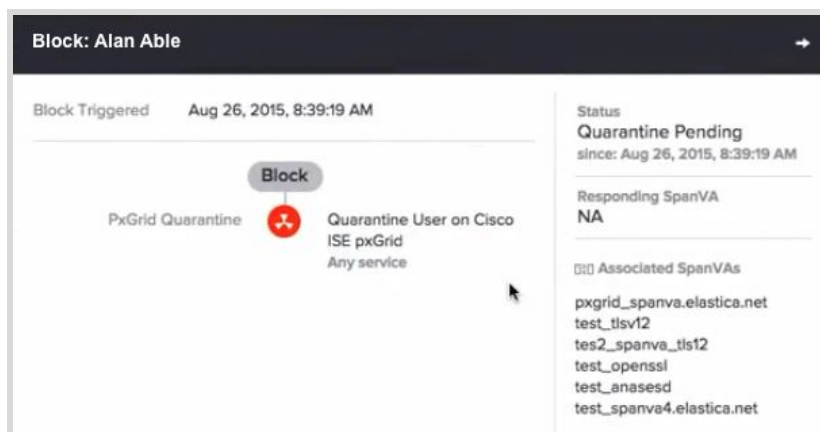 Block: Alan Able
Block Triggered Aug 26, 2015, 8:39:19 AM
Block
PxGrid Quarantine
Quarantine User on Cisco
ISE pxGrid
Any service
Status
Quarantine Pending
since: Aug 26, 2015, 8:39:19 AM
Responding SpanVA
NA
Associated SpanVAs
pxgrid_spanva.elastica.net
test_tlsv12
tes2_spanva_tls12
test_openssl
test_anasesd
test_spanva4.elastica.net